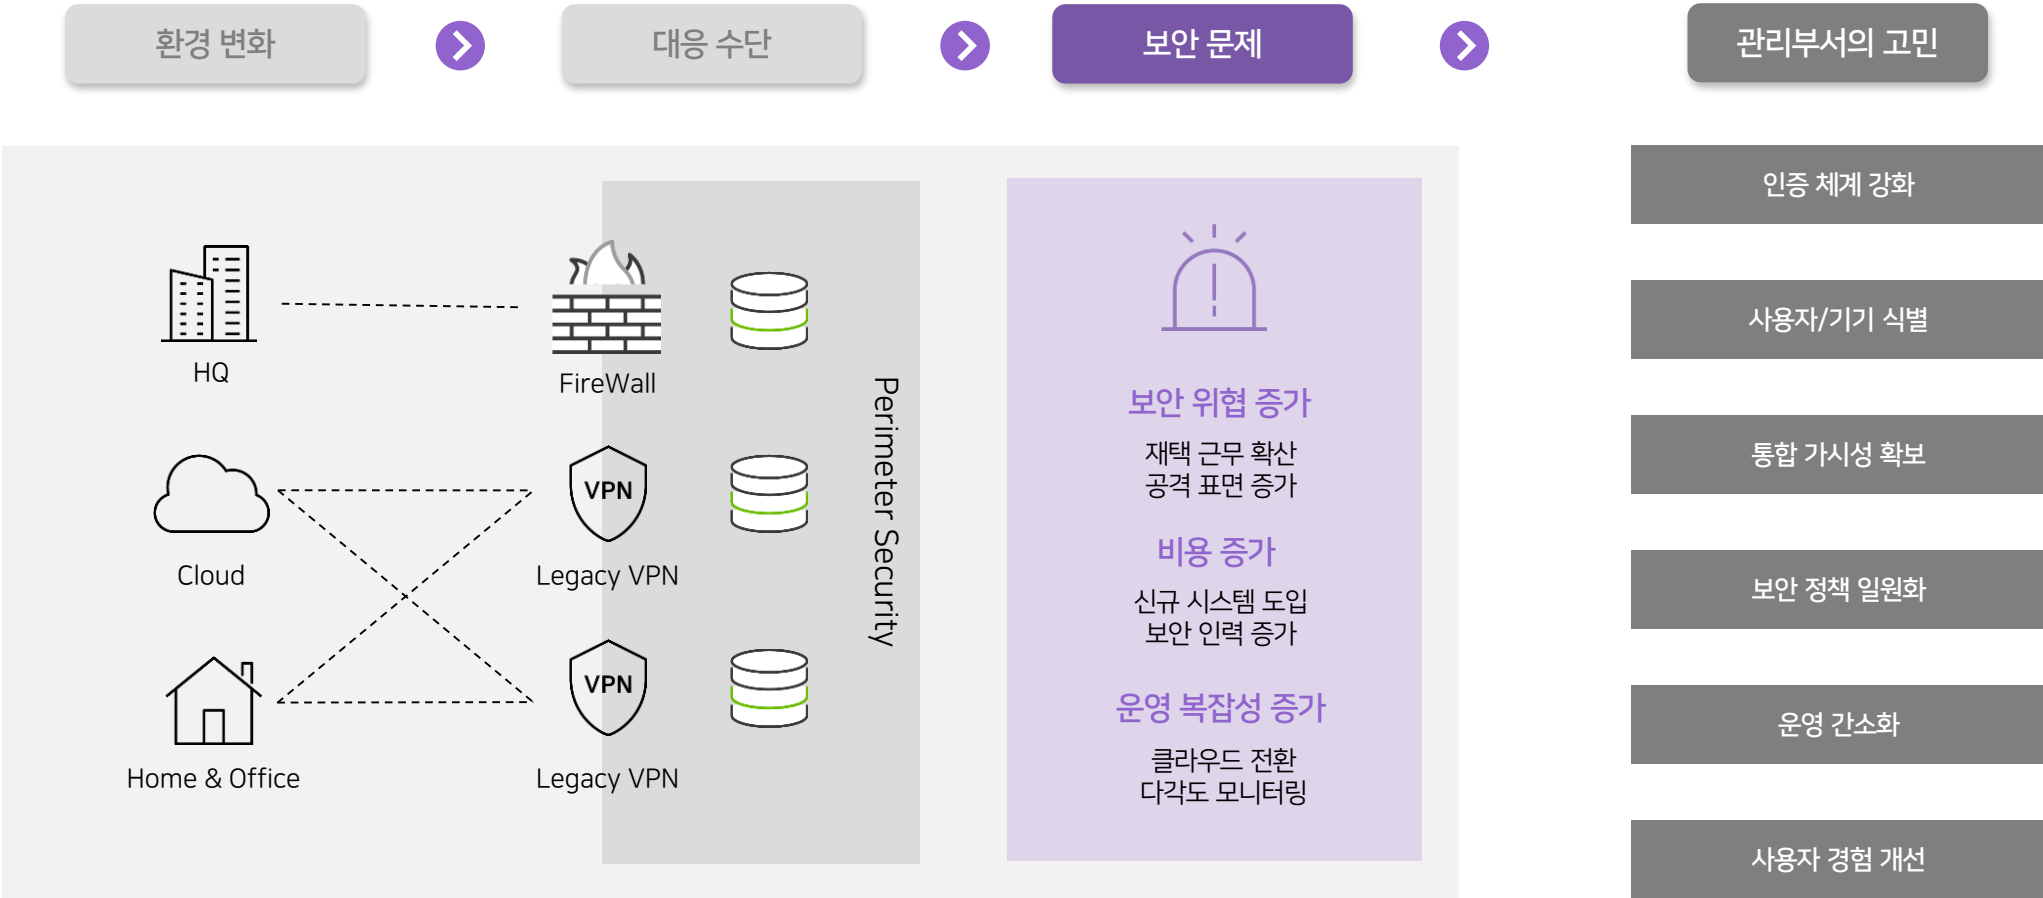 환경 변화
대응 수단
보안 문제
관리부서의 고민
HQ
Cloud
Home & Office
FireWall
VPN
Legacy VPN
VPN
Legacy VPN
Perimeter Security
보안 위협 증가
재택 근무 확산
공격 표면 증가
비용 증가
신규 시스템 도입
보안 인력 증가
운영 복잡성 증가
클라우드 전환
다각도 모니터링
인증 체계 강화
사용자/기기 식별
통합 가시성 확보
보안 정책 일원화
운영 간소화
사용자 경험 개선